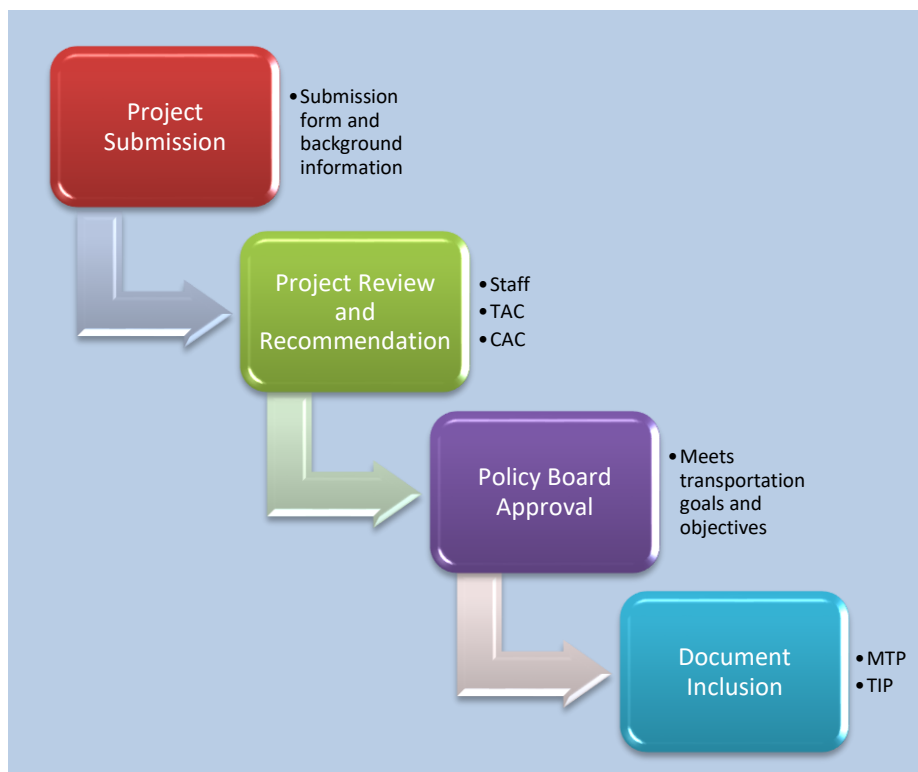 Project
Submission
•Submission
form and
background
information
Project Review
and
Recommendation
•Staff
•TAC
•CAC
Policy Board
Approval
•Meets
transportation
goals and
objectives
Document
Inclusion
•MTP
•TIP